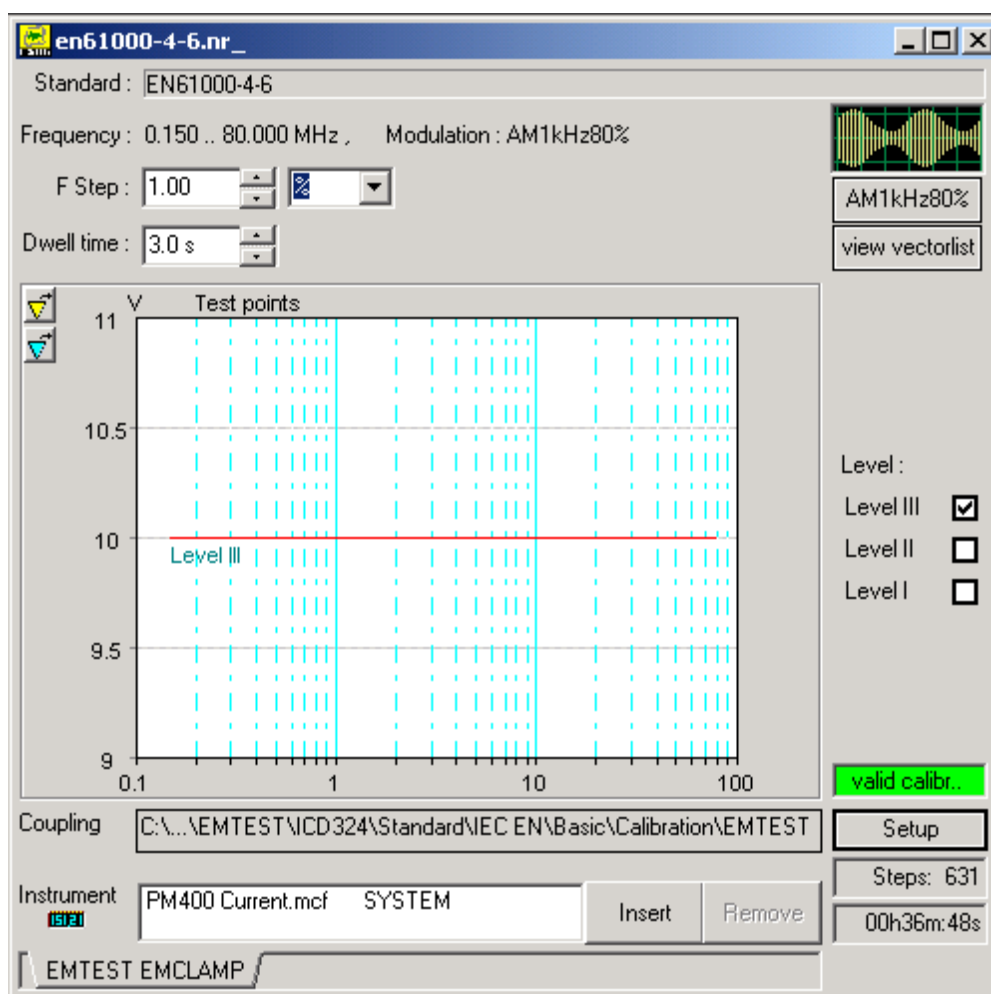 en61000-4-6.nr_
Standard : EN61000-4-6
Frequency : 0.150 .. 80.000 MHz , Modulation : AM1kHz80%
F Step : 1.00 %
AM1kHz80%
Dwell time : 3.0 s
view vectorlist
V Test points
11
10.5
10
9.5
9
Level III
0.1 1 10 100
Level :
Level III
Level II
Level I
valid calibr..
Coupling C:\...\EMTEST\ICD324\Standard\IEC EN\Basic\Calibration\EMTEST
Setup
Steps: 631
Instrument PM400 Current.mcf SYSTEM
Insert Remove
00h36m:48s
EMTEST EMCLAMP